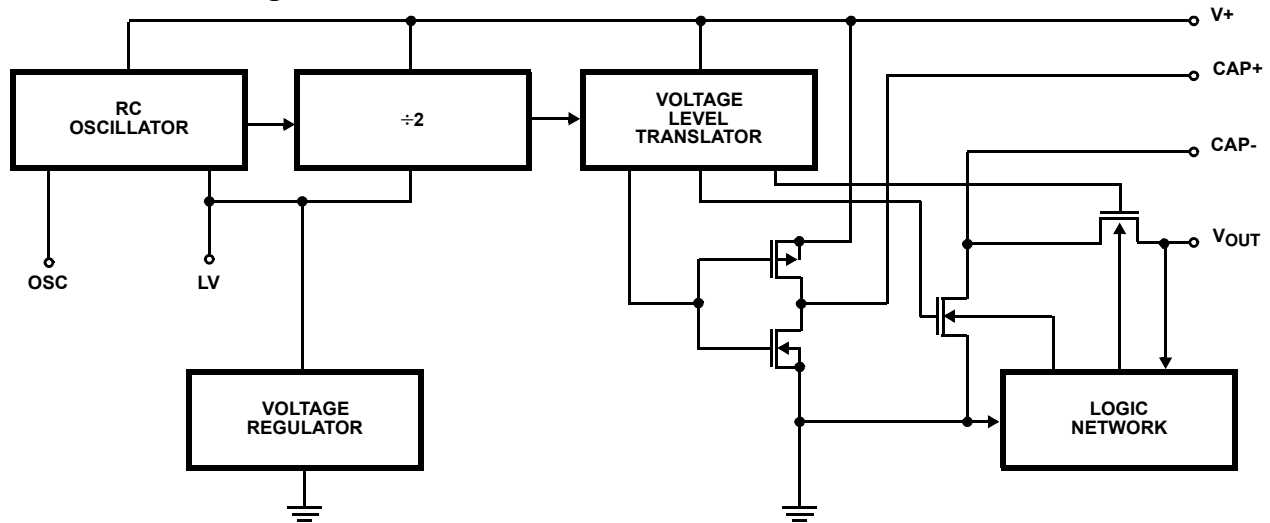 V+
CAP+
CAP-
VOUT
RC
OSCILLATOR
÷2
VOLTAGE
LEVEL
TRANSLATOR
OSC
LV
VOLTAGE
REGULATOR
LOGIC
NETWORK